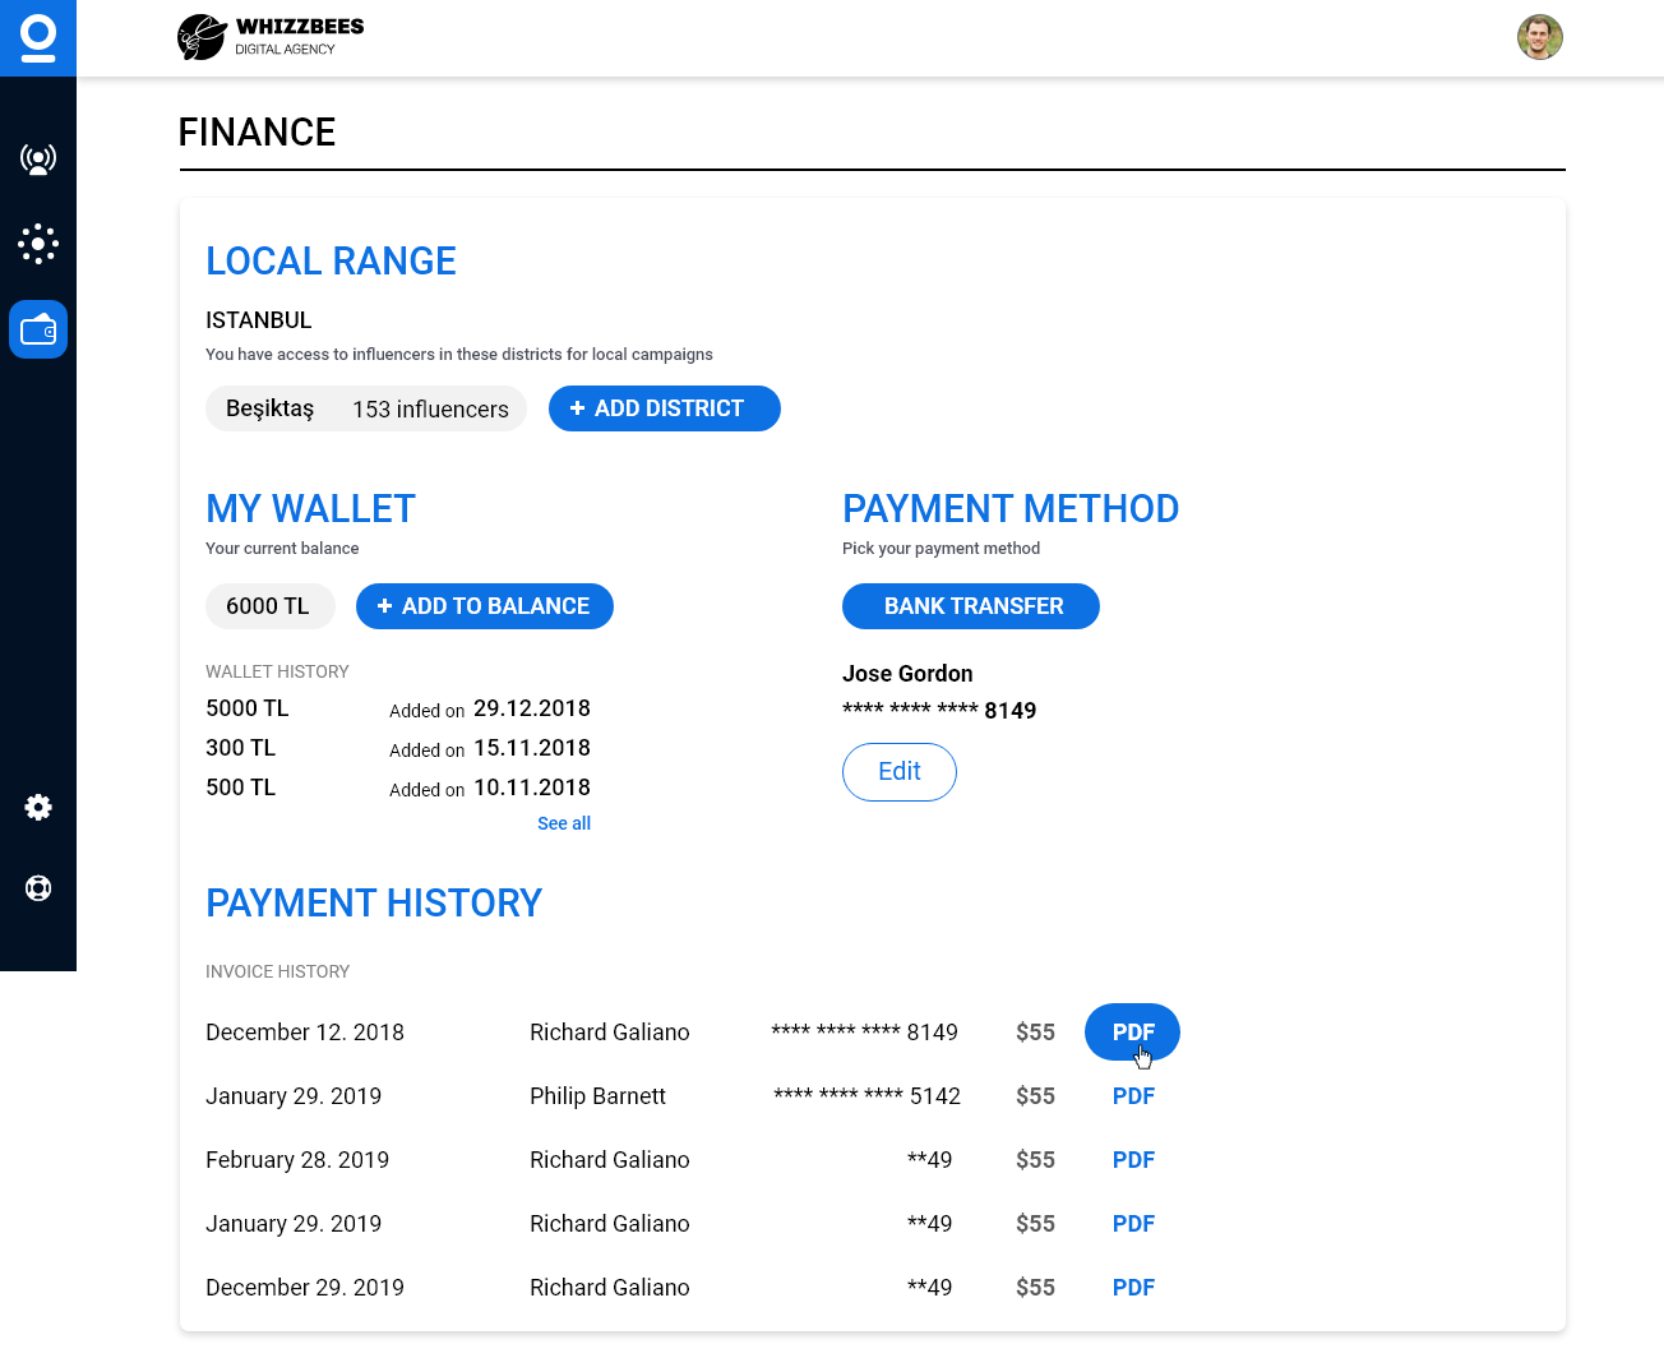 WHIZZBEES
DIGITAL AGENCY
FINANCE
LOCAL RANGE
ISTANBUL
You have access to influencers in these districts for local campaigns
Beşiktaş 153 influencers + ADD DISTRICT
MY WALLET
Your current balance
6000 TL + ADD TO BALANCE
WALLET HISTORY
5000 TL Added on 29.12.2018
300 TL Added on 15.11.2018
500 TL Added on 10.11.2018
See all
PAYMENT METHOD
Pick your payment method
BANK TRANSFER
Jose Gordon
**** **** **** 8149
Edit
PAYMENT HISTORY
INVOICE HISTORY
December 12. 2018 Richard Galiano **** **** **** 8149 $55 PDF
January 29. 2019 Philip Barnett **** **** **** 5142 $55 PDF
February 28. 2019 Richard Galiano **49 $55 PDF
January 29. 2019 Richard Galiano **49 $55 PDF
December 29. 2019 Richard Galiano **49 $55 PDF